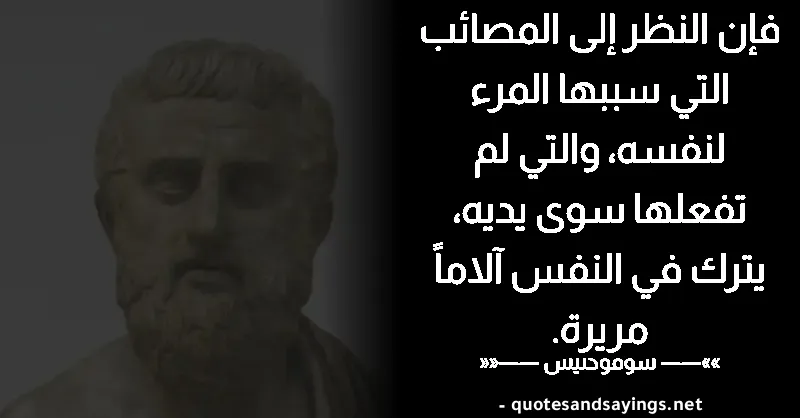 فإن النظر إلى المصائب
التي سببها المرء
لنفسه، والتي لم
تفعلها سوى يديه،
يترك في النفس آلاماً
مريرة.
»»—— سوفوكليس ——««
- quotesandsayings.net